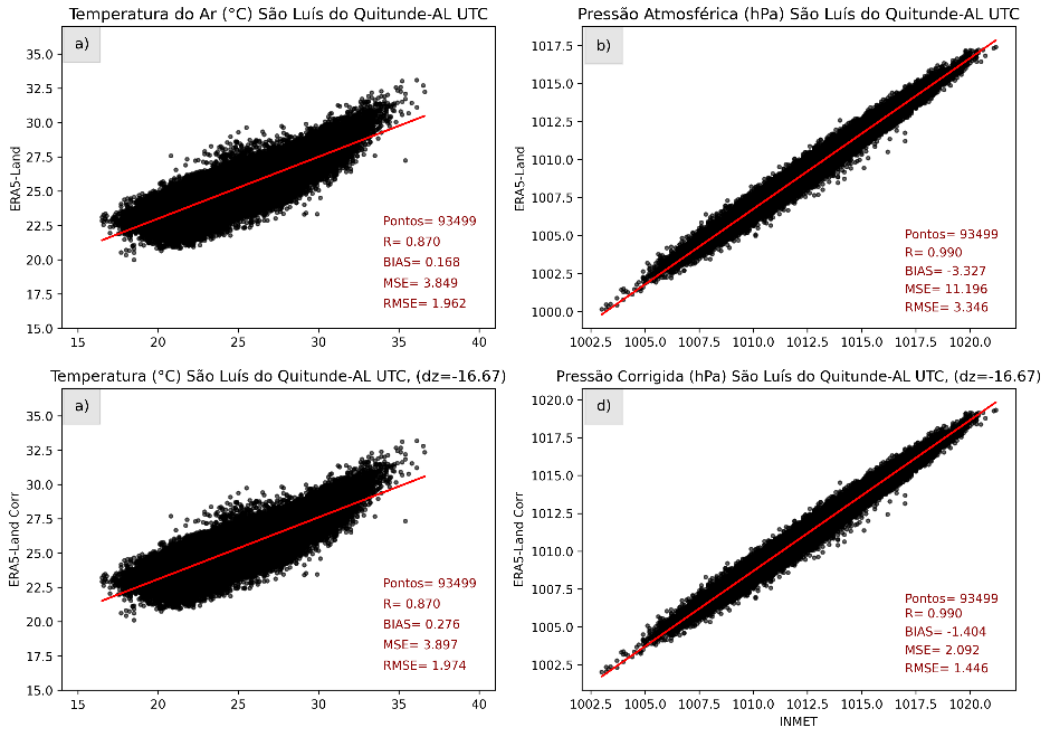 Temperatura do Ar (°C) São Luís do Quitunde-AL UTC
a)
35.0
32.5
30.0
27.5
25.0
22.5
20.0
17.5
15.0
ERA5-Land
Pontos= 93499
R= 0.870
BIAS= 0.168
MSE= 3.849
RMSE= 1.962
15 20 25 30 35 40
Pressão Atmosférica (hPa) São Luís do Quitunde-AL UTC
b)
1017.5
1015.0
1012.5
1010.0
1007.5
1005.0
1002.5
1000.0
ERA5-Land
Pontos= 93499
R= 0.990
BIAS= -3.327
MSE= 11.196
RMSE= 3.346
1002.5 1005.0 1007.5 1010.0 1012.5 1015.0 1017.5 1020.0
Temperatura (°C) São Luís do Quitunde-AL UTC, (dz=-16.67)
a)
35.0
32.5
30.0
27.5
25.0
22.5
20.0
17.5
15.0
ERA5-Land Corr
Pontos= 93499
R= 0.870
BIAS= 0.276
MSE= 3.897
RMSE= 1.974
15 20 25 30 35 40
Pressão Corrigida (hPa) São Luís do Quitunde-AL UTC, (dz=-16.67)
d)
1020.0
1017.5
1015.0
1012.5
1010.0
1007.5
1005.0
1002.5
ERA5-Land Corr
Pontos= 93499
R= 0.990
BIAS= -1.404
MSE= 2.092
RMSE= 1.446
1002.5 1005.0 1007.5 1010.0 1012.5 1015.0 1017.5 1020.0
INMET